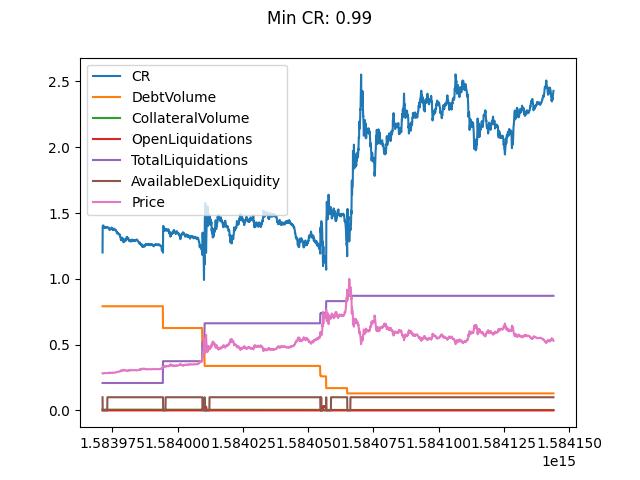 Min CR: 0.99
2.5
2.0
1.5
1.0
0.5
0.0
CR
DebtVolume
CollateralVolume
OpenLiquidations
TotalLiquidations
AvailableDexLiquidity
Price
1.583975 1.584000 1.584025 1.584050 1.584075 1.584100 1.584125 1.584150
1e15